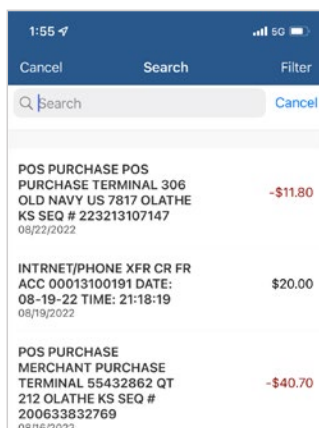 1:55
5G
Cancel Search Filter
Search Cancel
POS PURCHASE POS
PURCHASE TERMINAL 306
OLD NAVY US 7817 OLATHE
KS SEQ # 223213107147
-$11.80
08/22/2022
INTRNET/PHONE XFR CR FR
ACC 00013100191 DATE:
08-19-22 TIME: 21:18:19
$20.00
08/19/2022
POS PURCHASE
MERCHANT PURCHASE
TERMINAL 55432862 QT
212 OLATHE KS SEQ #
200633832769
-$40.70
08/16/2022